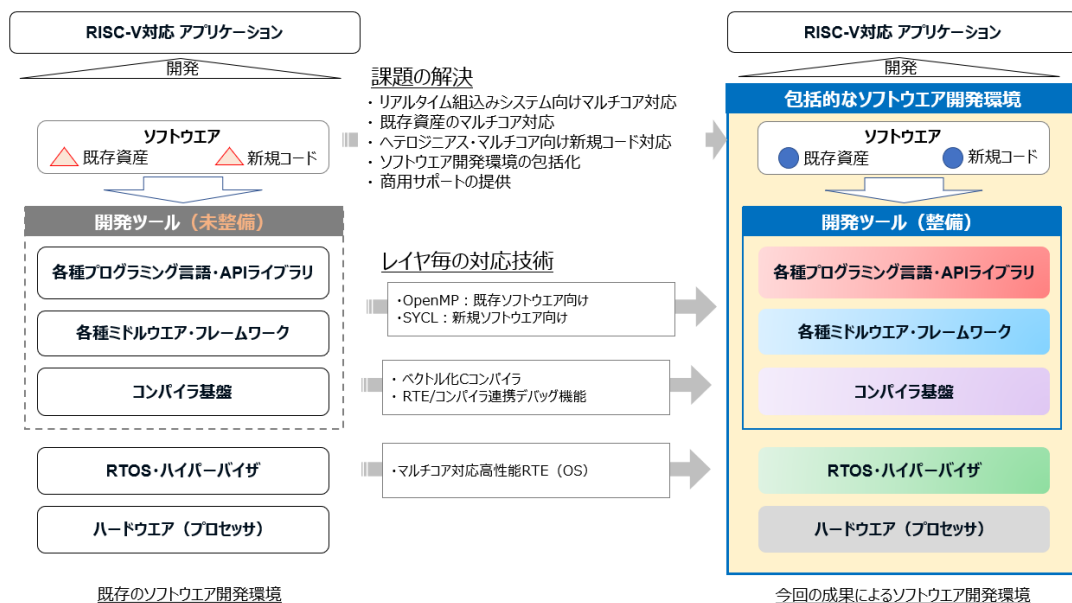 RISC-V対応 アプリケーション
開発
ソフトウエア
既存資産
新規コード
開発ツール（未整備）
各種プログラミング言語・APIライブラリ
各種ミドルウエア・フレームワーク
コンパイラ基盤
RTOS・ハイパーバイザ
ハードウエア（プロセッサ）
既存のソフトウエア開発環境
課題の解決
・リアルタイム組込みシステム向けマルチコア対応
・既存資産のマルチコア対応
・ヘテロジニアス・マルチコア向け新規コード対応
・ソフトウエア開発環境の包括化
・商用サポートの提供
レイヤ毎の対応技術
・OpenMP：既存ソフトウエア向け
・SYCL：新規ソフトウエア向け
・ベクトル化Cコンパイラ
・RTE/コンパイラ連携デバッグ機能
・マルチコア対応高性能RTE（OS）
RISC-V対応 アプリケーション
開発
包括的なソフトウエア開発環境
ソフトウエア
既存資産
新規コード
開発ツール（整備）
各種プログラミング言語・APIライブラリ
各種ミドルウエア・フレームワーク
コンパイラ基盤
RTOS・ハイパーバイザ
ハードウエア（プロセッサ）
今回の成果によるソフトウエア開発環境